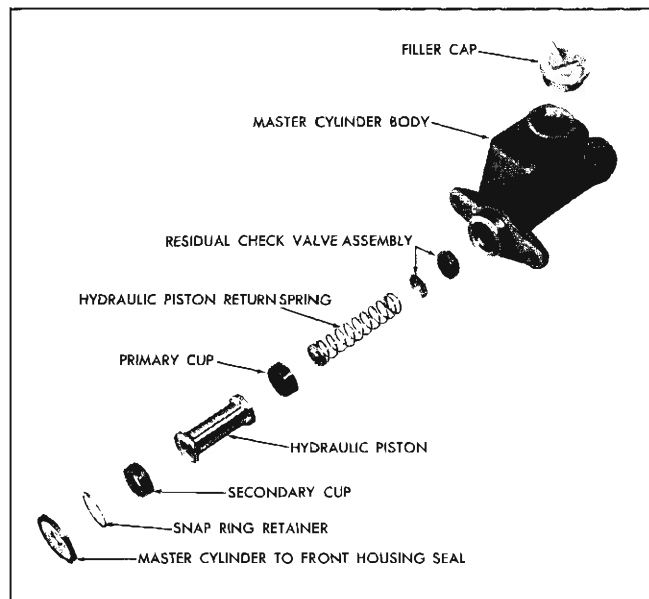 FILLER CAP
MASTER CYLINDER BODY
RESIDUAL CHECK VALVE ASSEMBLY
HYDRAULIC PISTON RETURN SPRING
PRIMARY CUP
HYDRAULIC PISTON
SECONDARY CUP
SNAP RING RETAINER
MASTER CYLINDER TO FRONT HOUSING SEAL